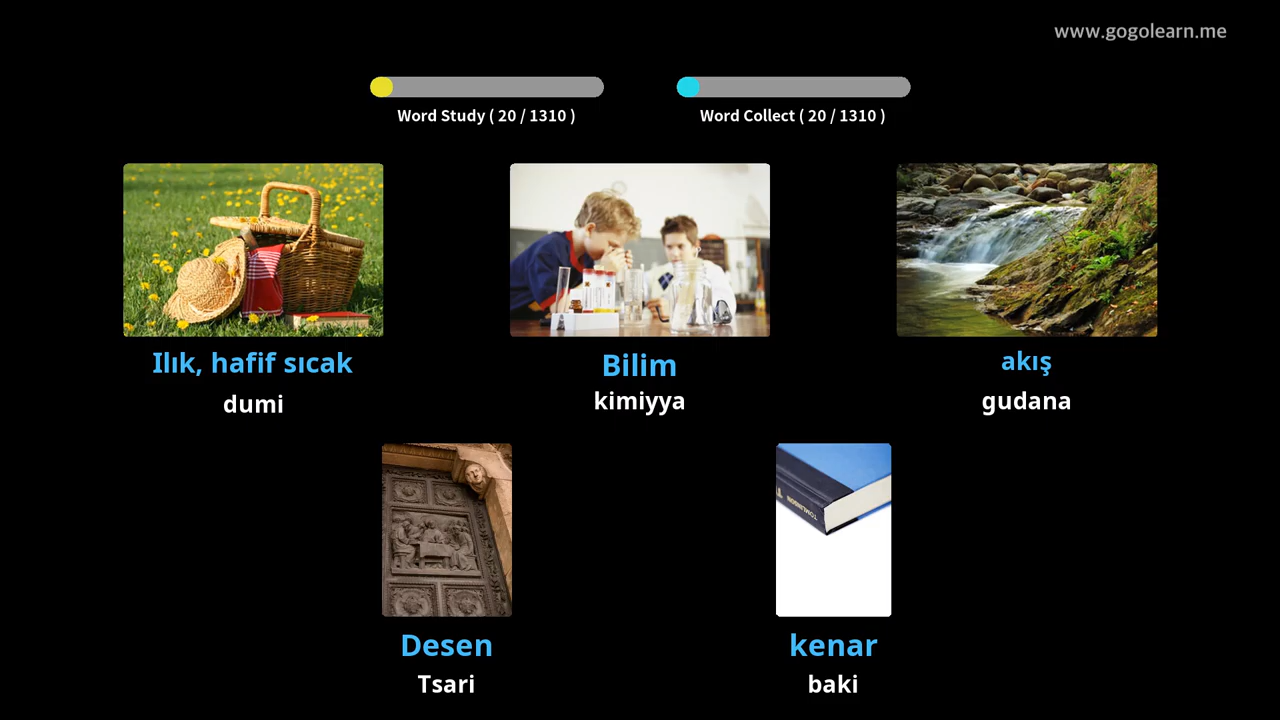 www.gogolearn.me
Word Study ( 20 / 1310 )
Word Collect ( 20 / 1310 )
Ilık, hafif sıcak
dumi
Bilim
kimiyya
akış
gudana
TOMLINSON
Desen
Tsari
kenar
baki